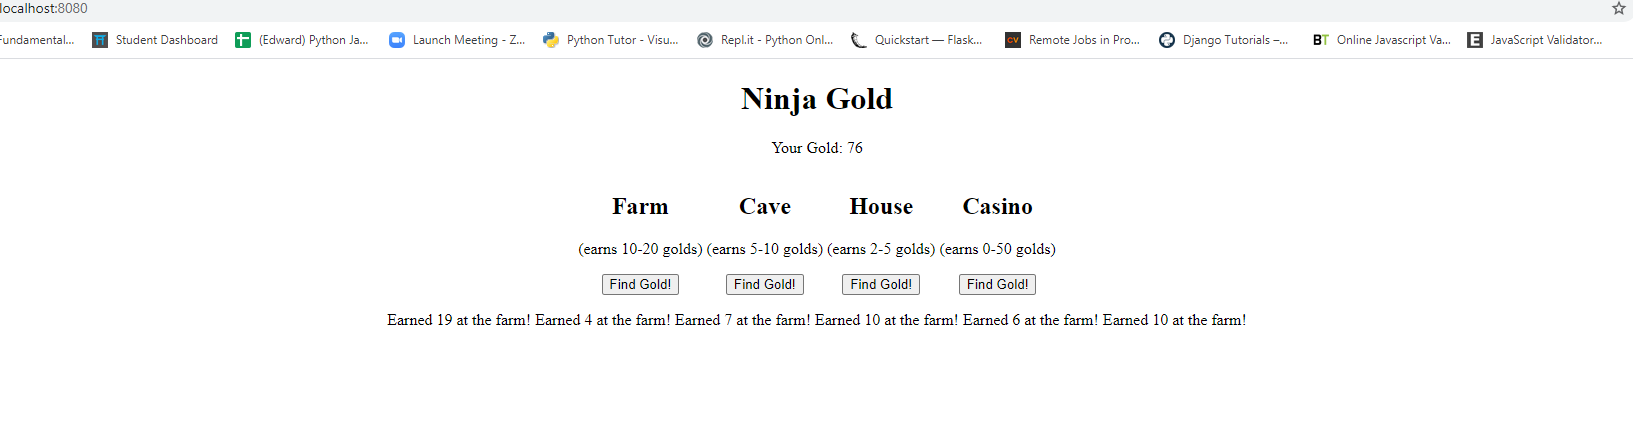 localhost:8080
Fundamental... Student Dashboard (Edward) Python Ja... Launch Meeting - Z... Python Tutor - Visu... Repl.it - Python Onl... Quickstart — Flask... CV Remote Jobs in Pro... Django Tutorials –... BT Online Javascript Va... E JavaScript Validator...
Ninja Gold
Your Gold: 76
Farm Cave House Casino
(earns 10-20 golds) (earns 5-10 golds) (earns 2-5 golds) (earns 0-50 golds)
Find Gold! Find Gold! Find Gold! Find Gold!
Earned 19 at the farm! Earned 4 at the farm! Earned 7 at the farm! Earned 10 at the farm! Earned 6 at the farm! Earned 10 at the farm!